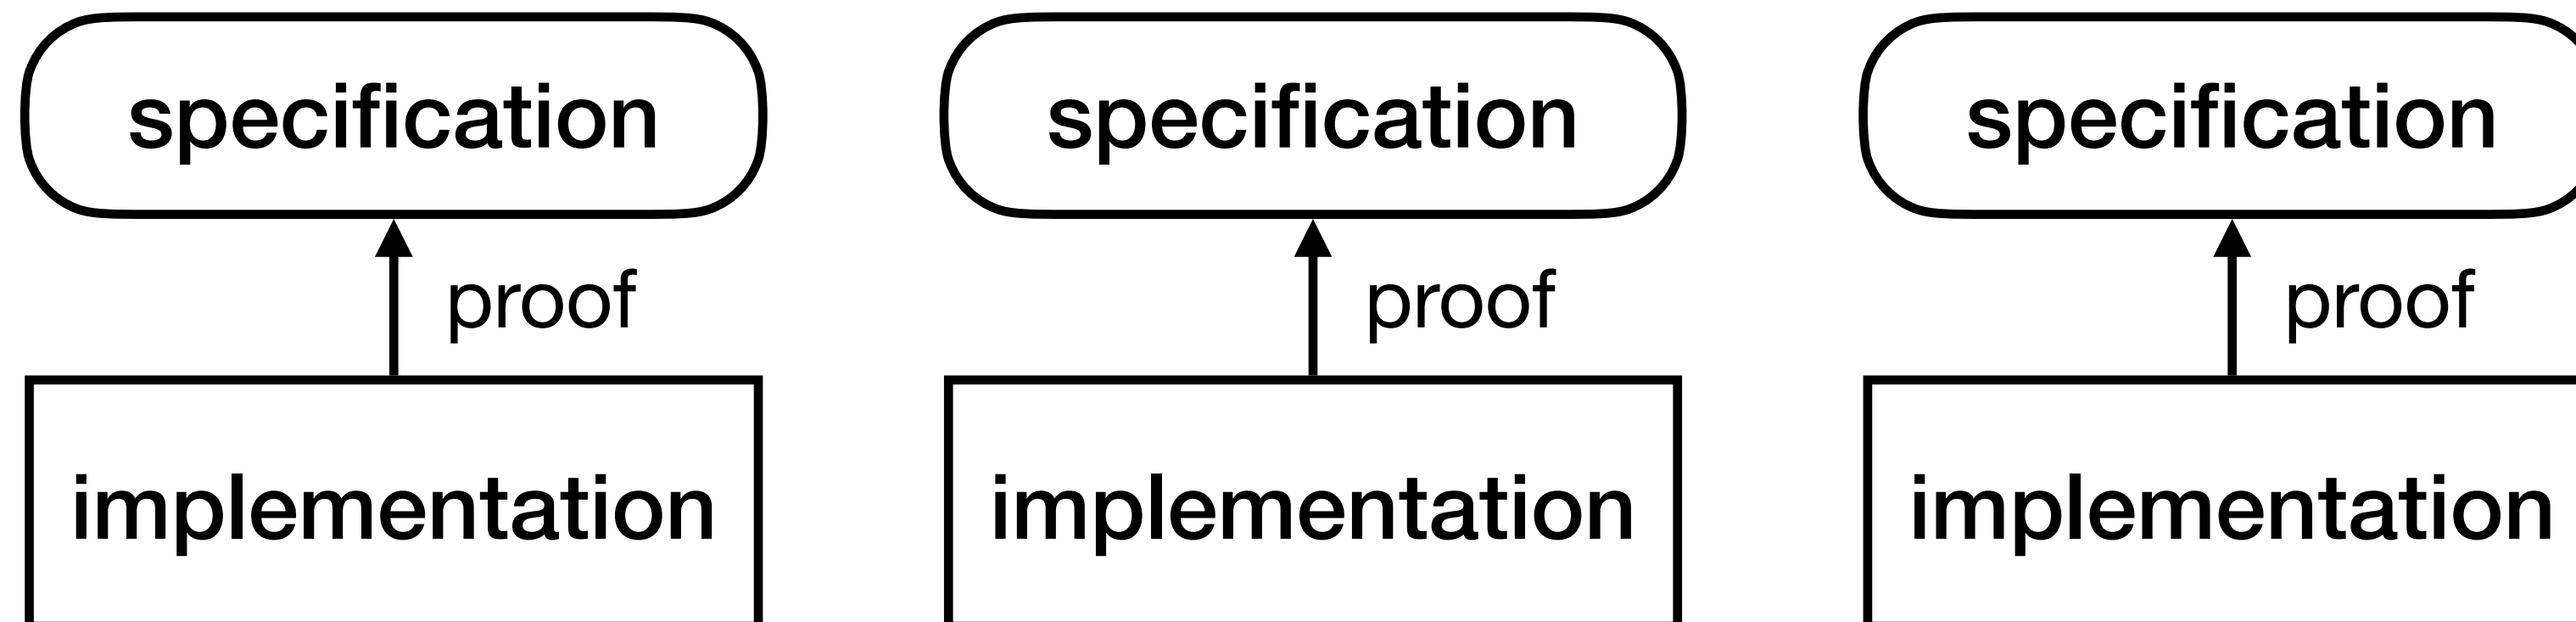 specification specification specification
proof proof proof
implementation implementation implementation